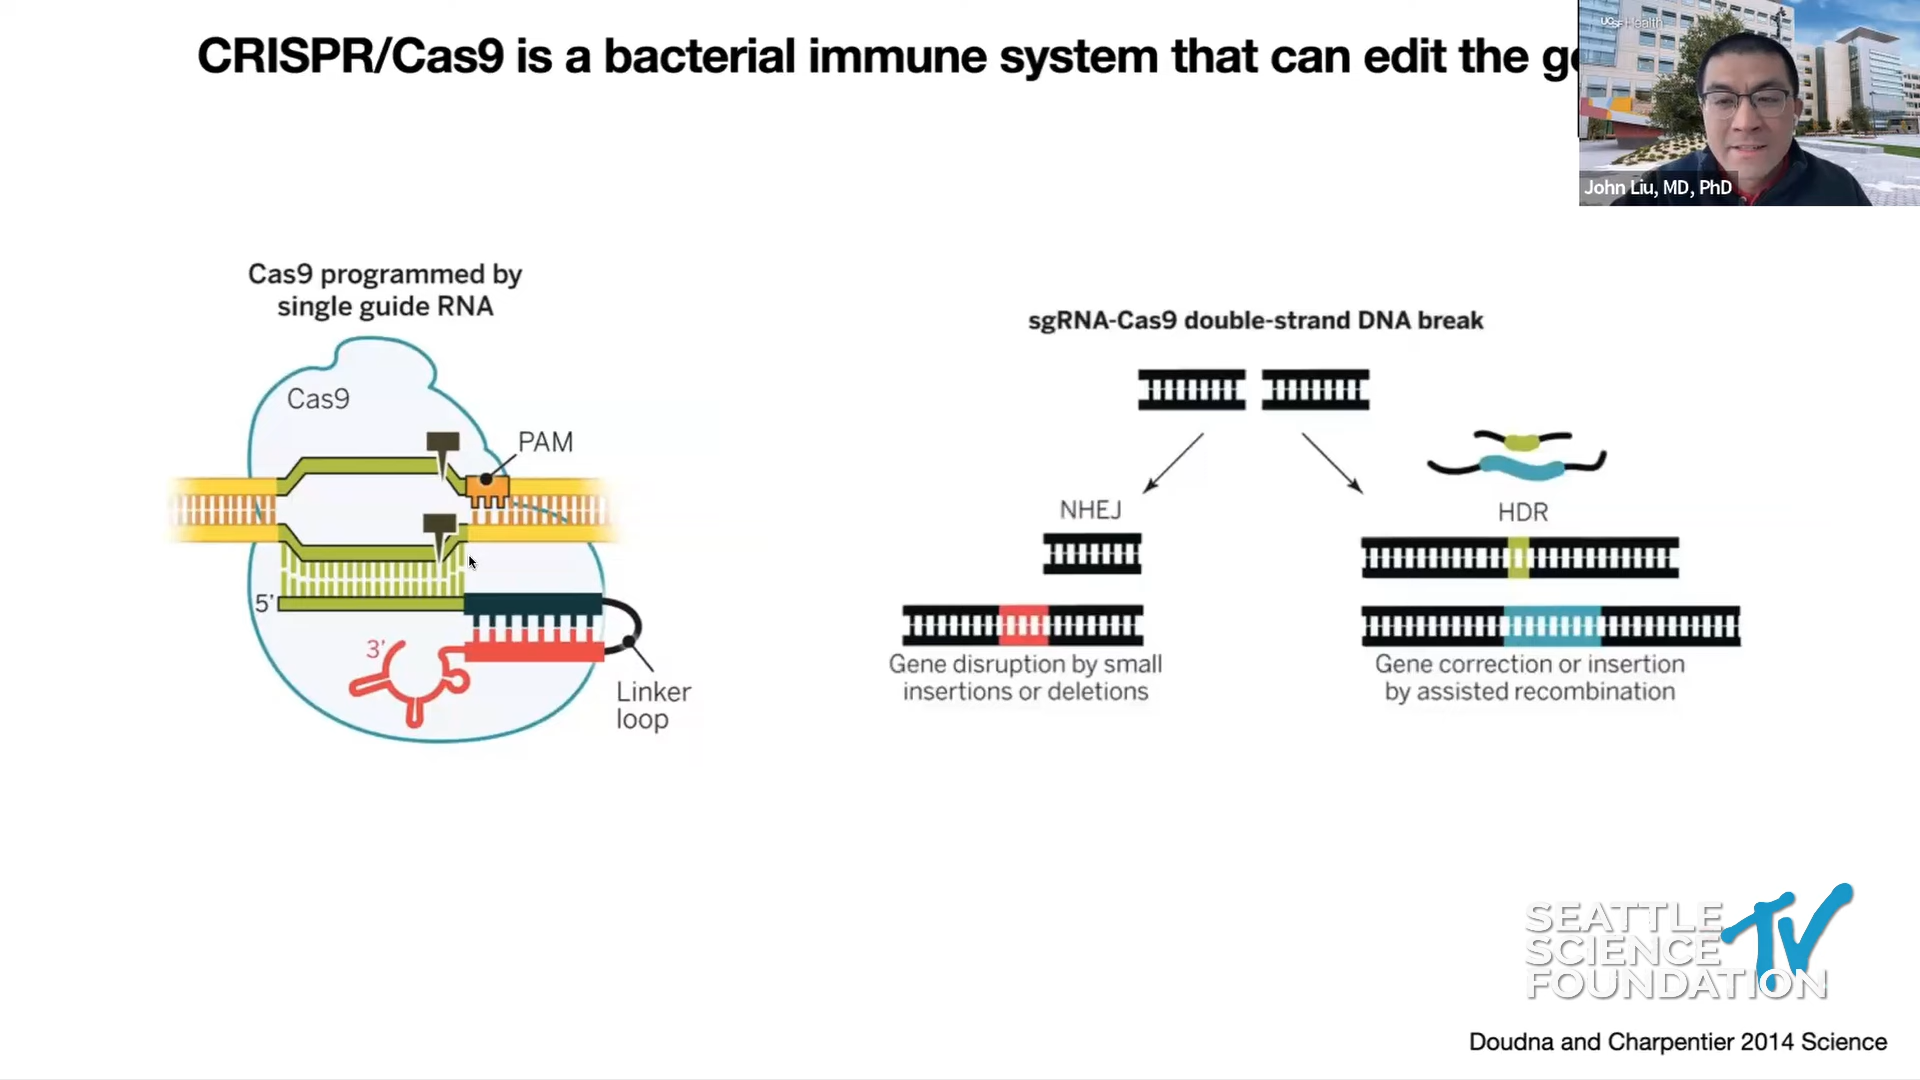 CRISPR/Cas9 is a bacterial immune system that can edit the ge
UCSF Health
John Liu, MD, PhD
Cas9 programmed by
single guide RNA
Cas9
PAM
5'
3'
Linker
loop
sgRNA-Cas9 double-strand DNA break
NHEJ
HDR
Gene disruption by small
insertions or deletions
Gene correction or insertion
by assisted recombination
SEATTLE
SCIENCE
FOUNDATION
TV
Doudna and Charpentier 2014 Science